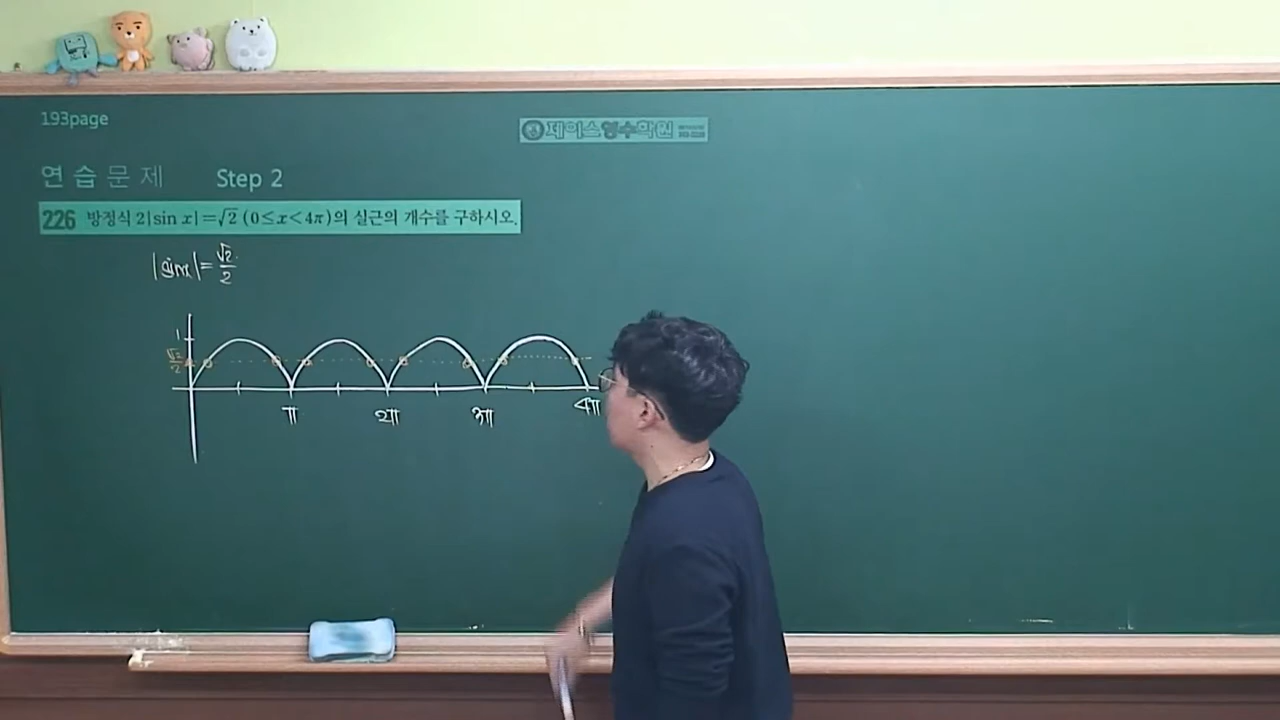 193page
제이스영수학원
연습문제 Step 2
226 방정식 2|sin x|=√2 (0≤x<4π)의 실근의 개수를 구하시오.
|sinx|=√2/2
1
√2/2
π 2π 3π 4π